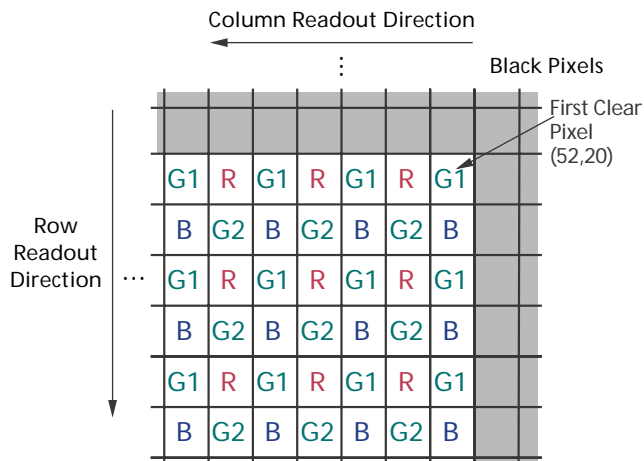 Column Readout Direction
⋮
Black Pixels
First Clear
Pixel
(52,20)
G1 R G1 R G1 R G1
B G2 B G2 B G2 B
Row
Readout
Direction
...
G1 R G1 R G1 R G1
B G2 B G2 B G2 B
G1 R G1 R G1 R G1
B G2 B G2 B G2 B